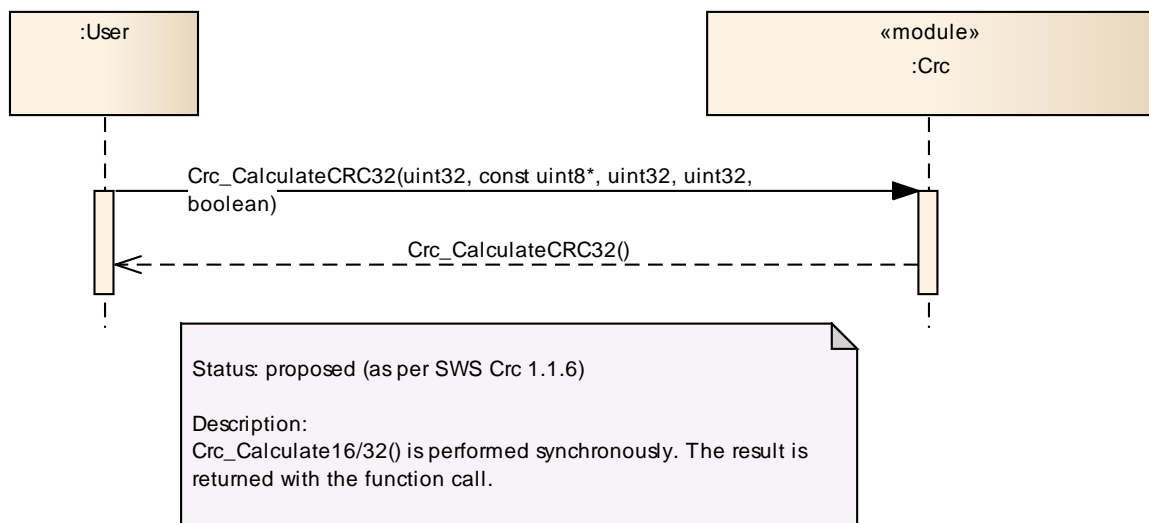 :User
«module»
:Crc
Crc_CalculateCRC32(uint32, const uint8*, uint32, uint32,
boolean)
Crc_CalculateCRC32()
Status: proposed (as per SWS Crc 1.1.6)
Description:
Crc_Calculate16/32() is performed synchronously. The result is
returned with the function call.